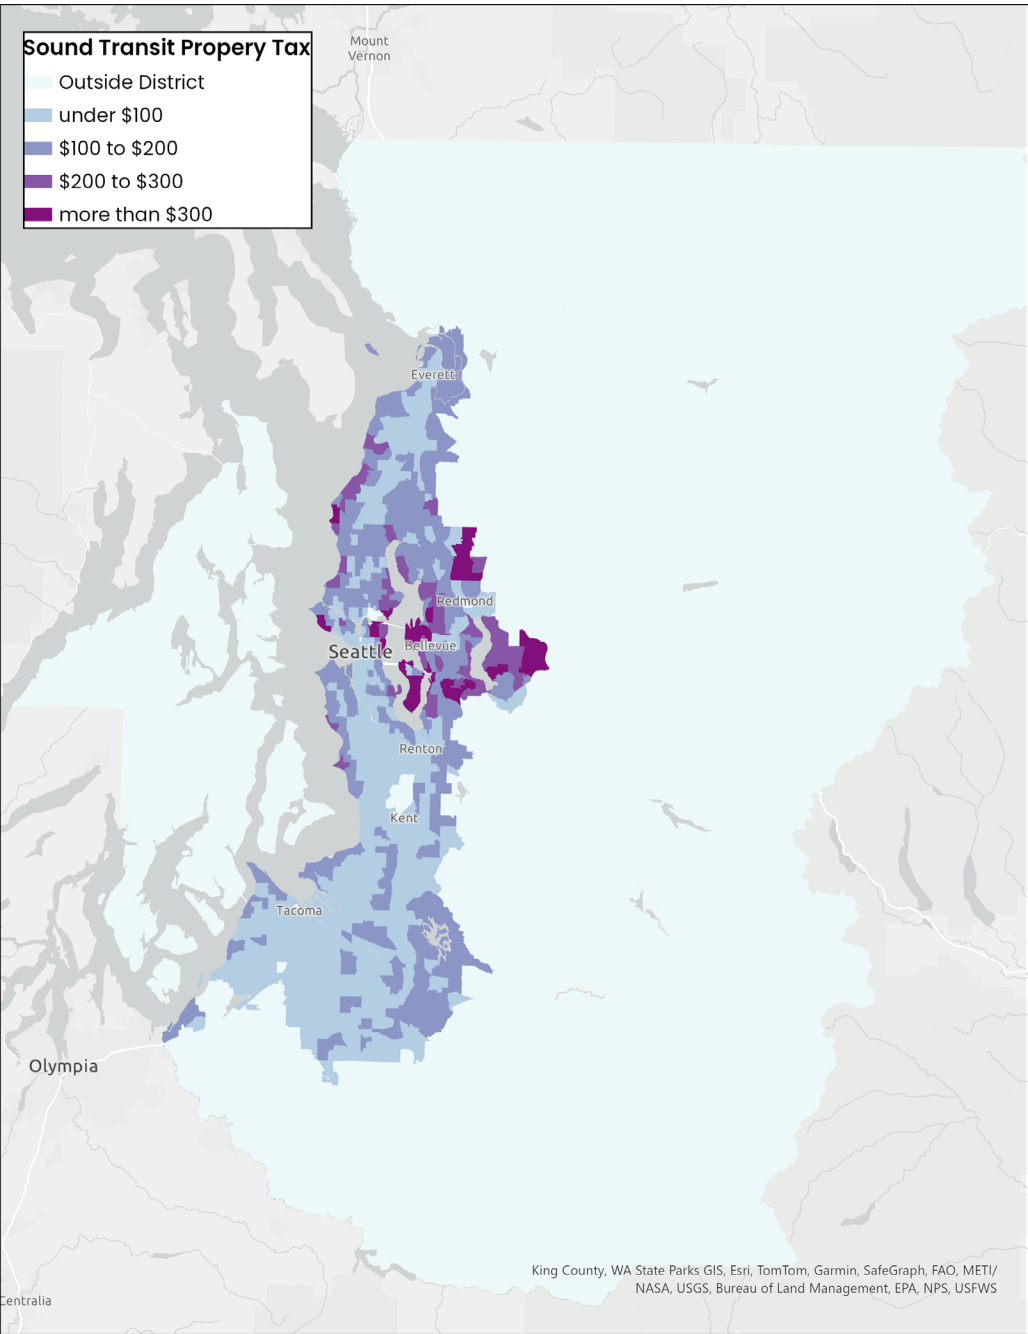 Mount
Vernon
Sound Transit Propery Tax
Outside District
under $100
$100 to $200
$200 to $300
more than $300
Everett
Redmond
Bellevue
Seattle
Renton
Kent
Tacoma
Olympia
Centralia
King County, WA State Parks GIS, Esri, TomTom, Garmin, SafeGraph, FAO, METI/
NASA, USGS, Bureau of Land Management, EPA, NPS, USFWS